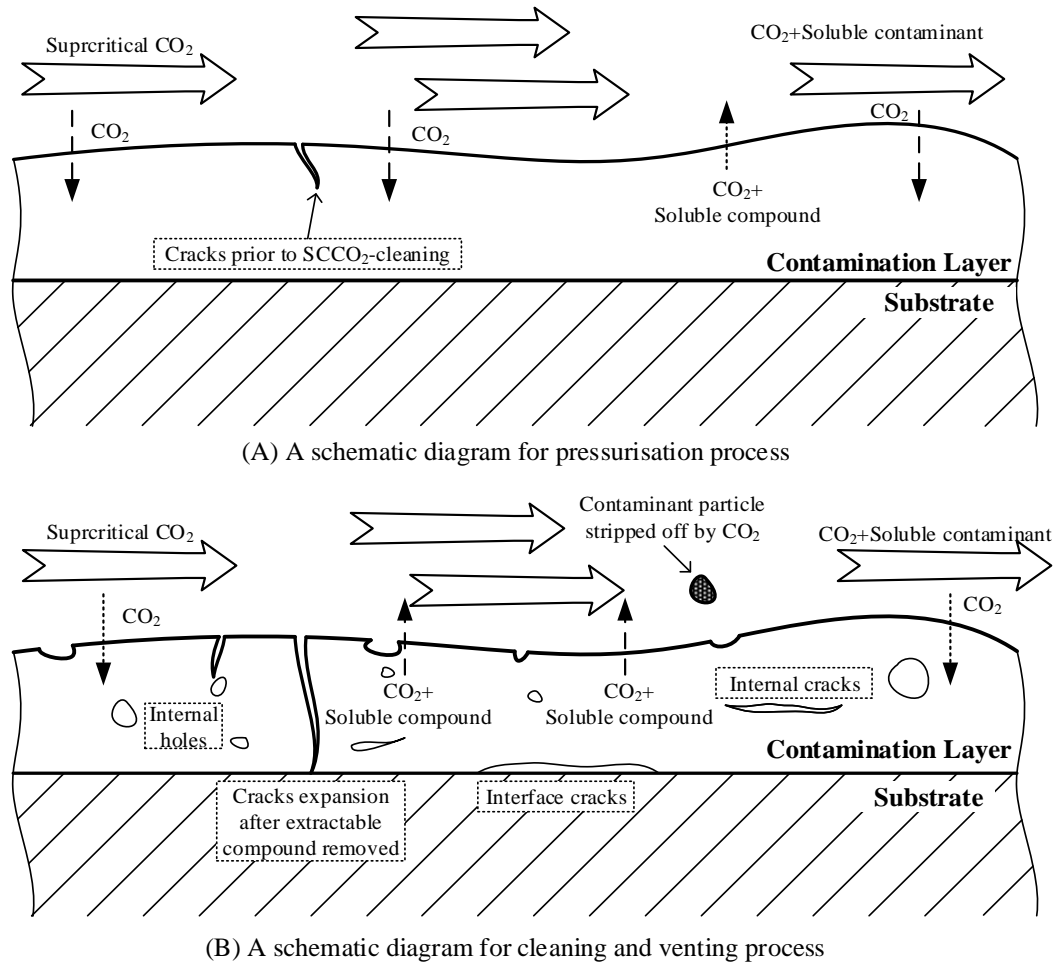 Suprcritical CO₂
CO₂+Soluble contaminant
CO₂
CO₂
CO₂
CO₂+
Soluble compound
Cracks prior to SCCO₂-cleaning
Contamination Layer
Substrate
(A) A schematic diagram for pressurisation process
Contaminant particle
stripped off by CO₂
Suprcritical CO₂
CO₂+Soluble contaminant
CO₂
CO₂
CO₂+
Soluble compound
CO₂+
Soluble compound
Internal cracks
Internal
holes
Contamination Layer
Substrate
Cracks expansion
after extractable
compound removed
Interface cracks
(B) A schematic diagram for cleaning and venting process